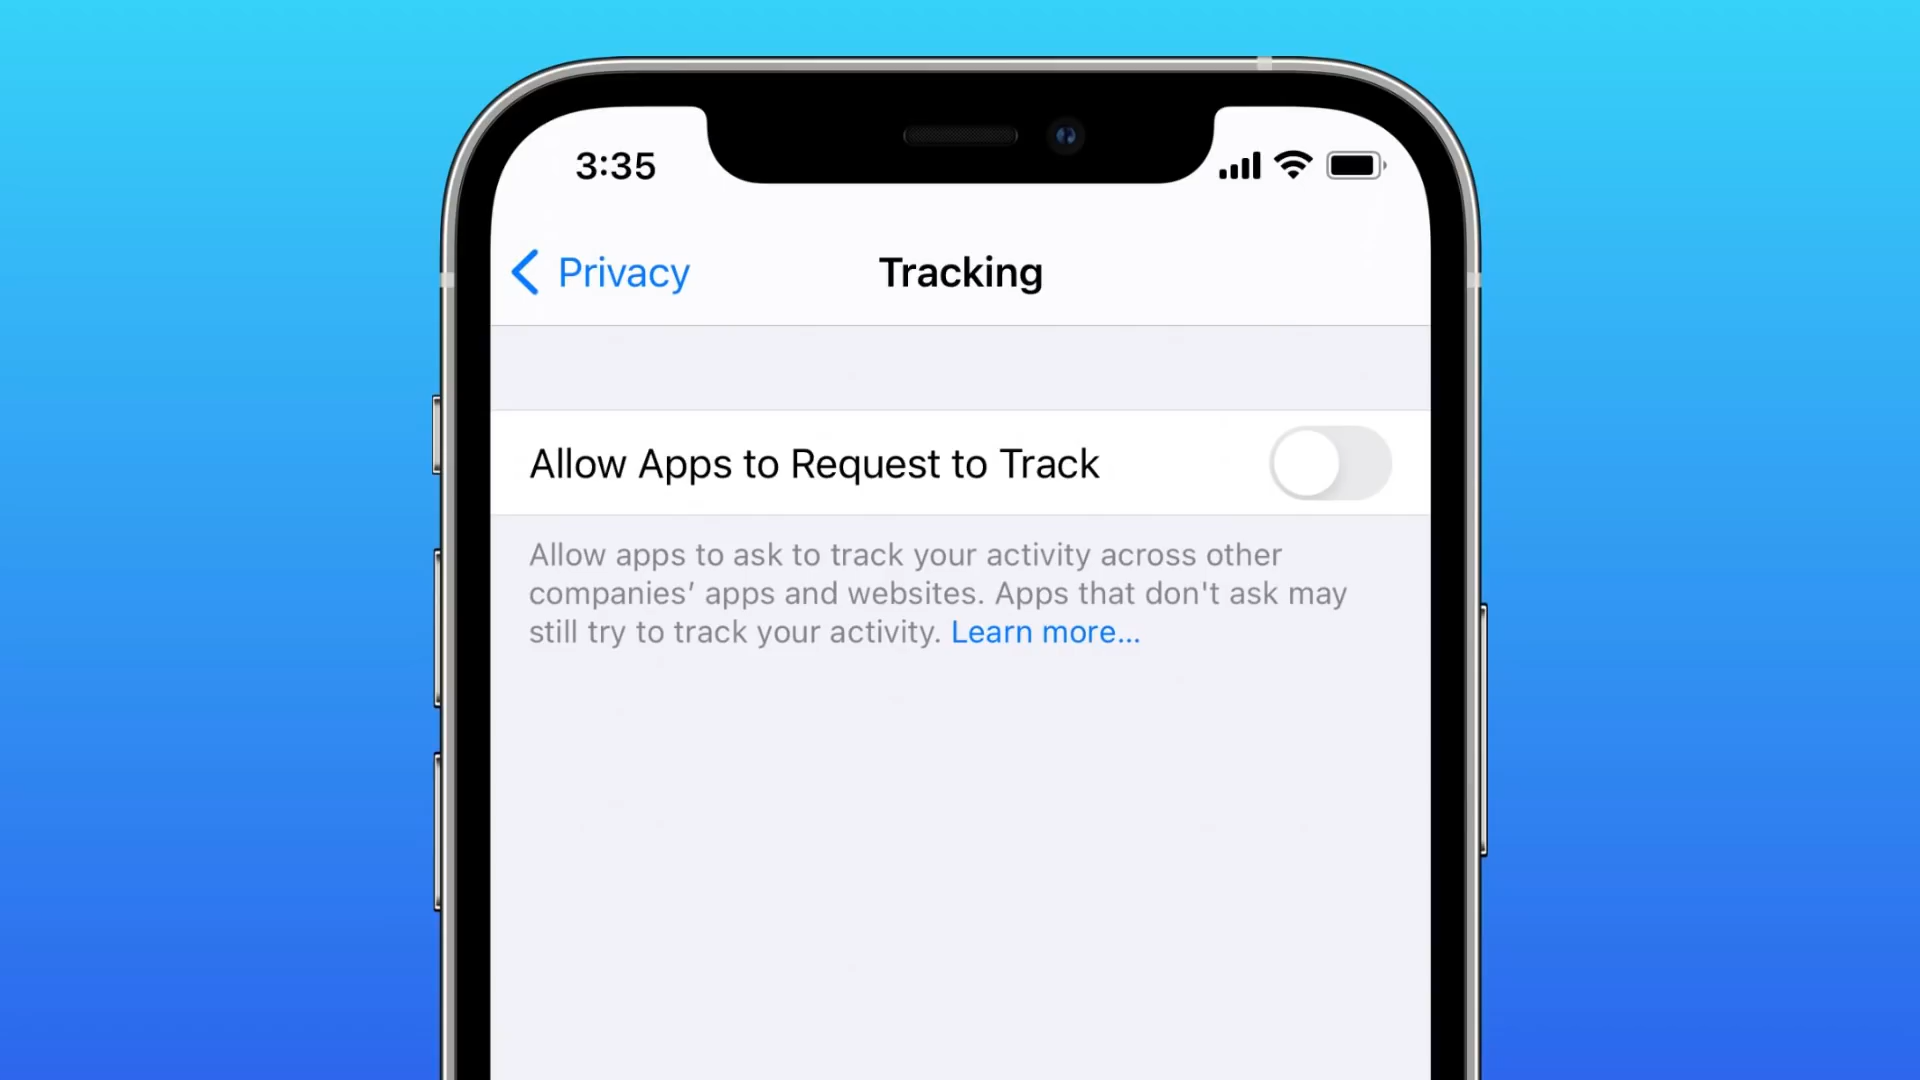 3:35
Privacy
Tracking
Allow Apps to Request to Track
Allow apps to ask to track your activity across other
companies’ apps and websites. Apps that don't ask may
still try to track your activity. Learn more...